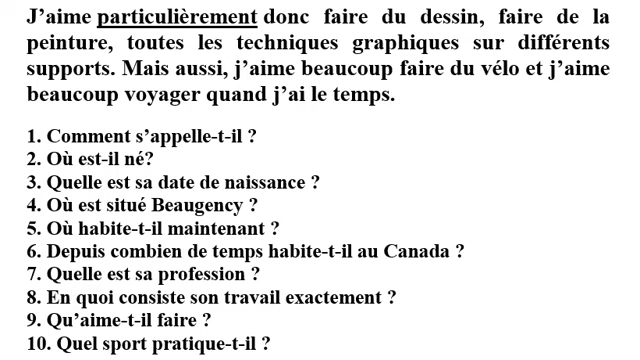 J’aime particulièrement donc faire du dessin, faire de la
peinture, toutes les techniques graphiques sur différents
supports. Mais aussi, j’aime beaucoup faire du vélo et j’aime
beaucoup voyager quand j’ai le temps.
1. Comment s’appelle-t-il ?
2. Où est-il né?
3. Quelle est sa date de naissance ?
4. Où est situé Beaugency ?
5. Où habite-t-il maintenant ?
6. Depuis combien de temps habite-t-il au Canada ?
7. Quelle est sa profession ?
8. En quoi consiste son travail exactement ?
9. Qu’aime-t-il faire ?
10. Quel sport pratique-t-il ?